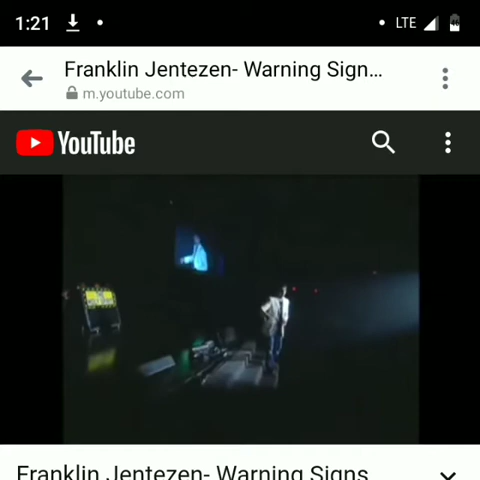 1:21 LTE
Franklin Jentezen- Warning Sign...
m.youtube.com
YouTube
Franklin Jentezen- Warning Signs